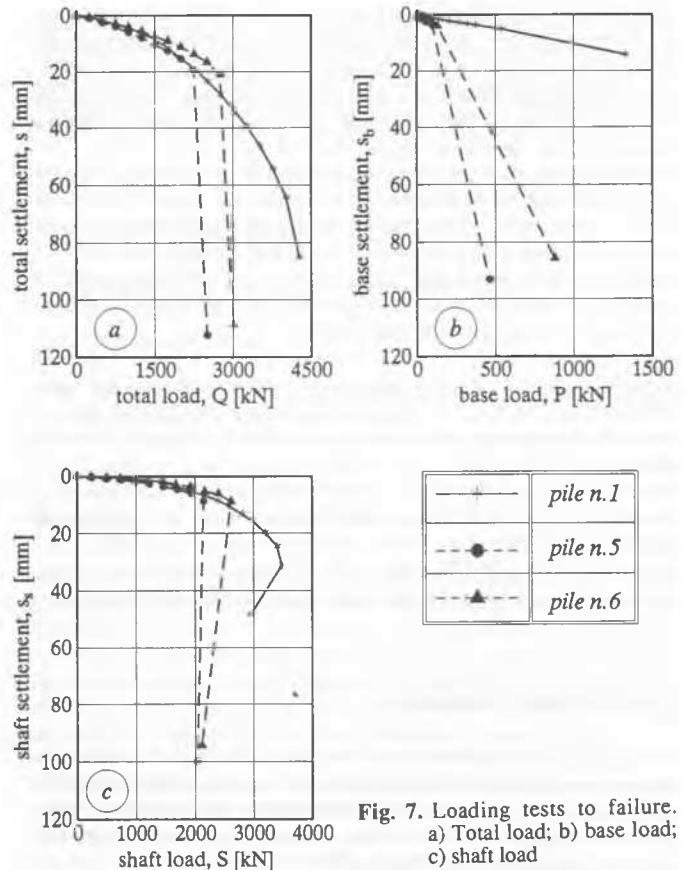 0
20
40
60
80
100
120
total settlement, s [mm]
a
0 1500 3000 4500
total load, Q [kN]
0
20
40
60
80
100
120
base settlement, s_b [mm]
b
0 500 1000 1500
base load, P [kN]
0
20
40
60
80
100
120
shaft settlement, s_s [mm]
c
0 1000 2000 3000 4000
shaft load, S [kN]
pile n.1
pile n.5
pile n.6
Fig. 7. Loading tests to failure.
a) Total load; b) base load;
c) shaft load